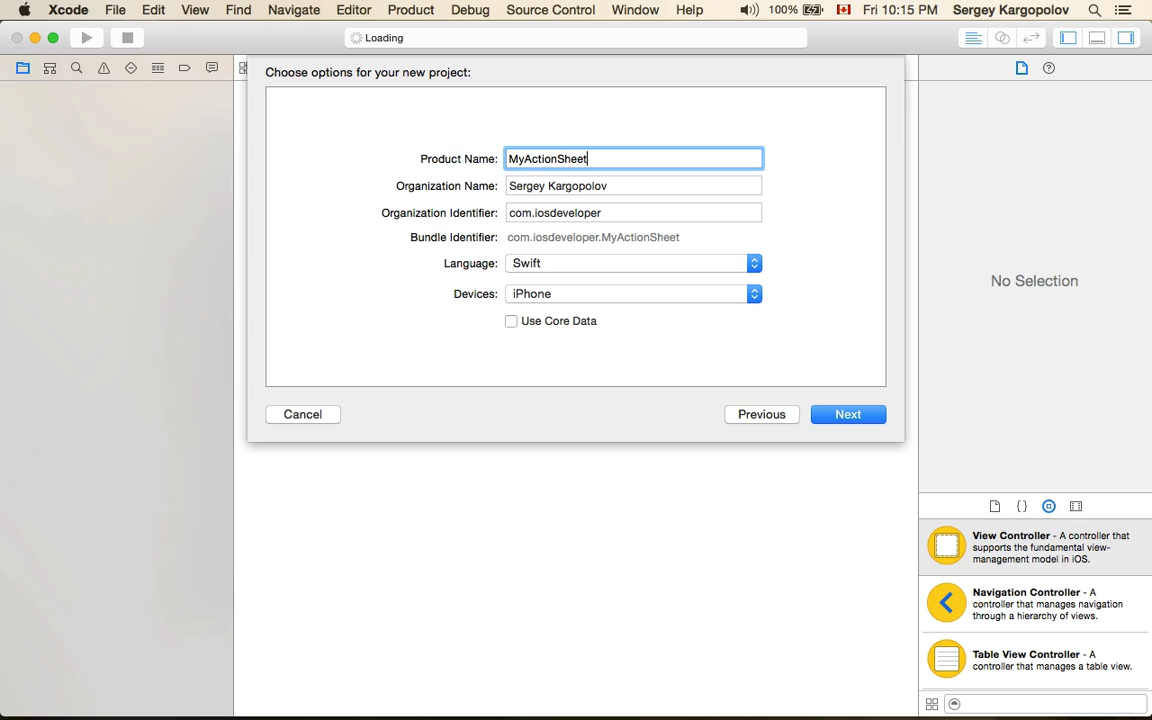 Xcode File Edit View Find Navigate Editor Product Debug Source Control Window Help 100% Fri 10:15 PM Sergey Kargopolov
Loading
Choose options for your new project:
Product Name: MyActionSheet
Organization Name: Sergey Kargopolov
Organization Identifier: com.iosdeveloper
Bundle Identifier: com.iosdeveloper.MyActionSheet
Language: Swift
Devices: iPhone
Use Core Data
Cancel Previous Next
No Selection
View Controller - A controller that
supports the fundamental view-
management model in iOS.
Navigation Controller - A
controller that manages navigation
through a hierarchy of views.
Table View Controller - A
controller that manages a table view.